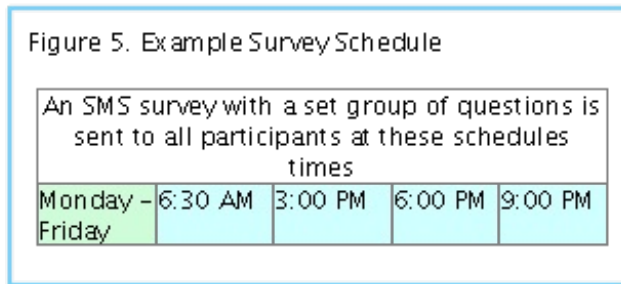 Figure 5. Example Survey Schedule
An SMS survey with a set group of questions is
sent to all participants at these schedules
times
Monday – 6:30 AM 3:00 PM 6:00 PM 9:00 PM
Friday